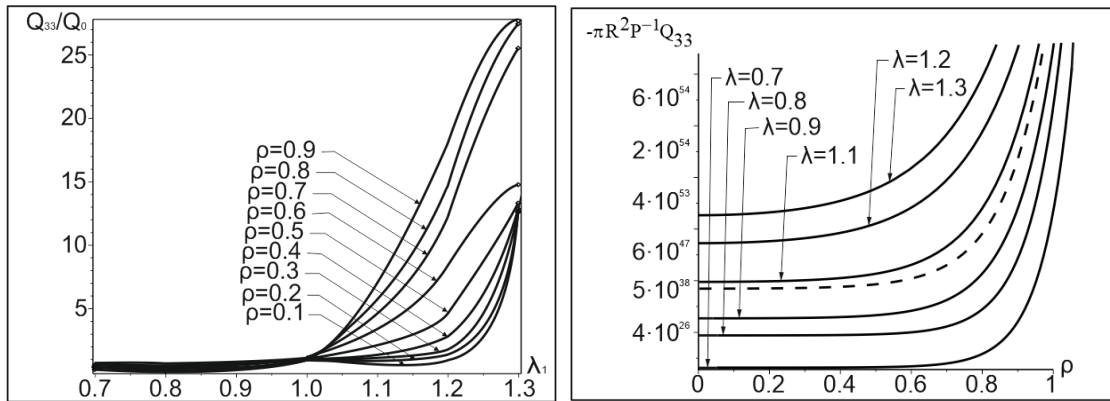 Q₃₃/Q₀
25
20
15
10
5
ρ=0.9
ρ=0.8
ρ=0.7
ρ=0.6
ρ=0.5
ρ=0.4
ρ=0.3
ρ=0.2
ρ=0.1
λ₁
0.7 0.8 0.9 1.0 1.1 1.2 1.3
-πR²P⁻¹Q₃₃
λ=0.7
λ=0.8
λ=0.9
λ=1.1
λ=1.2
λ=1.3
6·10⁵⁴
2·10⁵⁴
4·10⁵³
6·10⁴⁷
5·10³⁸
4·10²⁶
ρ
0 0.2 0.4 0.6 0.8 1